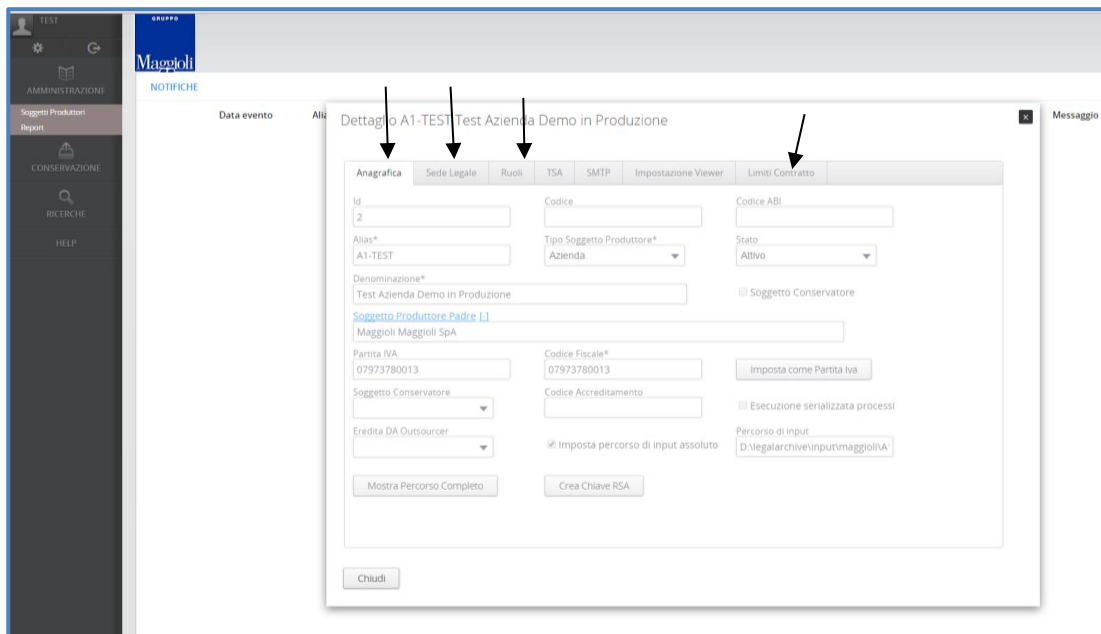 TEST
GRUPPO
Maggioli
AMMINISTRAZIONE
Soggetti Produttori
Report
CONSERVAZIONE
RICERCHE
HELP
NOTIFICHE
Data evento
Messaggio
Dettaglio A1-TEST Test Azienda Demo in Produzione
Anagrafica Sede Legale Ruoli TSA SMTP Impostazione Viewer Limiti Contratto
Id Codice Codice ABI
2
Alias* Tipo Soggetto Produttore* Stato
A1-TEST Azienda Attivo
Denominazione*
Test Azienda Demo in Produzione Soggetto Conservatore
Soggetto Produttore Padre [-]
Maggioli Maggioli SpA
Partita IVA Codice Fiscale*
07973780013 07973780013 Imposta come Partita Iva
Soggetto Conservatore Codice Accreditamento
Esecuzione serializzata processi
Eredita DA Outsourcer Percorso di input
Imposta percorso di input assoluto D:\legalarchive\input\maggioli\A
Mostra Percorso Completo Crea Chiave RSA
Chiudi